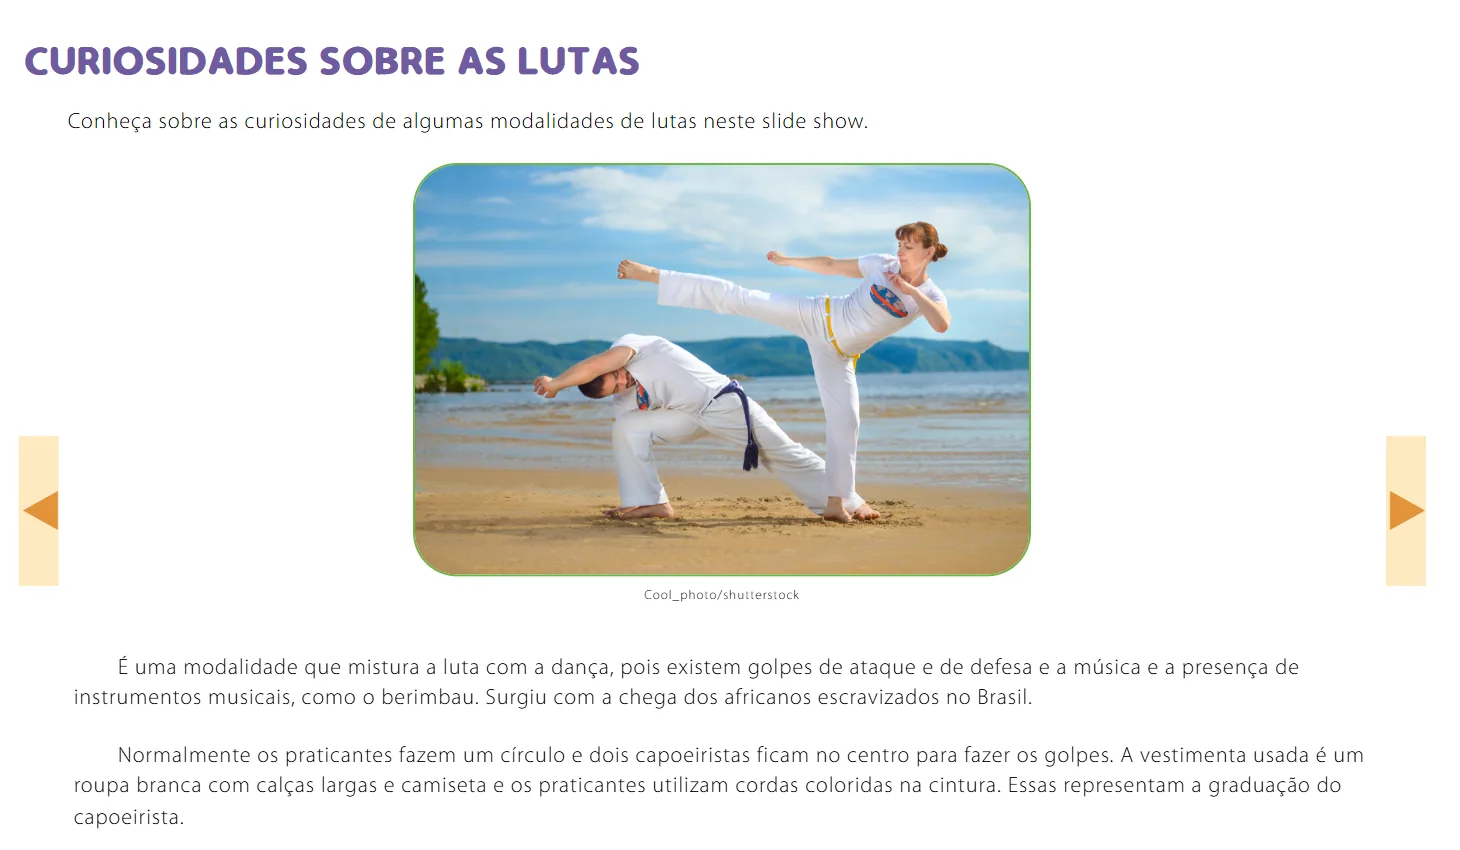 CURIOSIDADES SOBRE AS LUTAS
Conheça sobre as curiosidades de algumas modalidades de lutas neste slide show.
Cool_photo/shutterstock
É uma modalidade que mistura a luta com a dança, pois existem golpes de ataque e de defesa e a música e a presença de
instrumentos musicais, como o berimbau. Surgiu com a chega dos africanos escravizados no Brasil.
Normalmente os praticantes fazem um círculo e dois capoeiristas ficam no centro para fazer os golpes. A vestimenta usada é um
roupa branca com calças largas e camiseta e os praticantes utilizam cordas coloridas na cintura. Essas representam a graduação do
capoeirista.